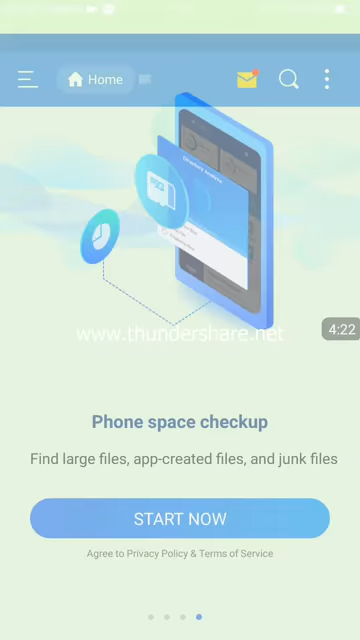 Home
www.thundershare.net
4:22
Phone space checkup
Find large files, app-created files, and junk files
START NOW
Agree to Privacy Policy & Terms of Service